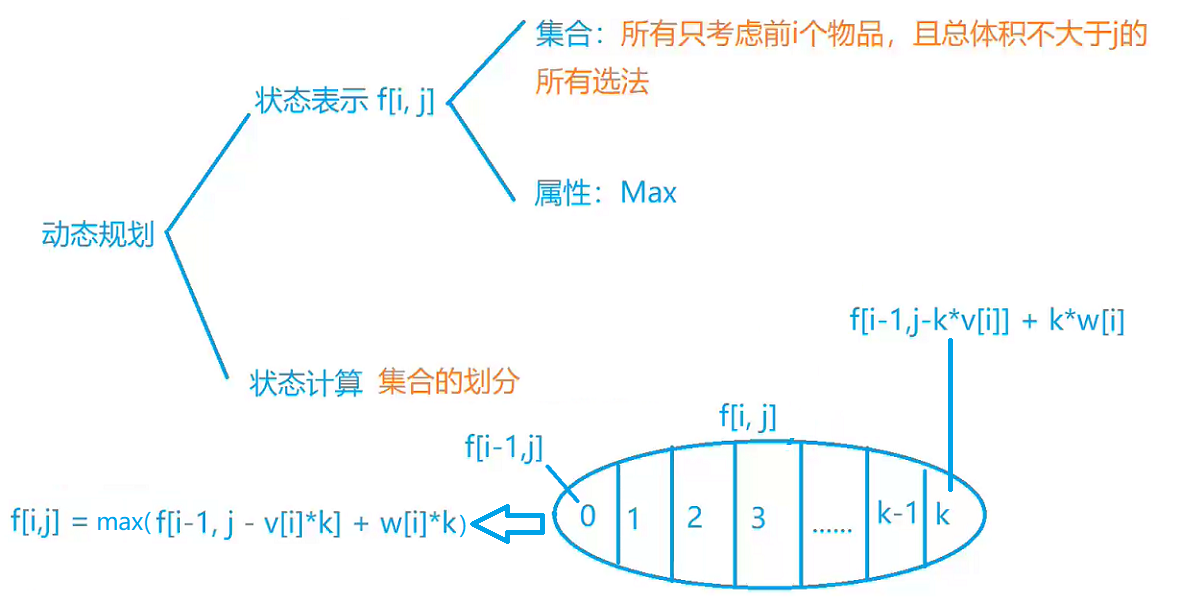 集合：所有只考虑前i个物品，且总体积不大于j的
所有选法
状态表示 f[i, j]
属性：Max
动态规划
f[i-1,j-k*v[i]] + k*w[i]
状态计算 集合的划分
f[i, j]
f[i-1,j]
0 1 2 3 …… k-1 k
f[i,j] = max( f[i-1, j - v[i]*k] + w[i]*k )